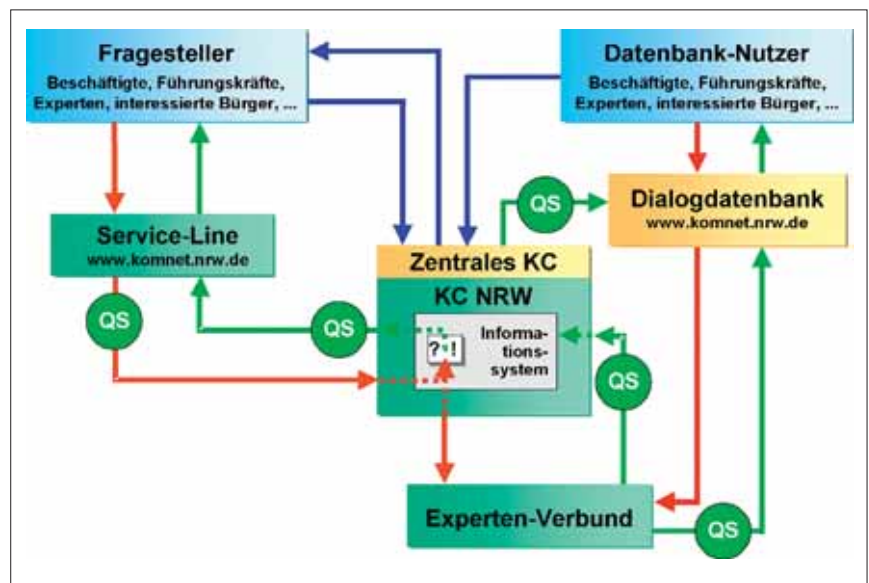 Fragesteller
Beschäftigte, Führungskräfte,
Experten, interessierte Bürger, ...
Datenbank-Nutzer
Beschäftigte, Führungskräfte,
Experten, interessierte Bürger, ...
QS
Dialogdatenbank
www.komnet.nrw.de
Service-Line
www.komnet.nrw.de
Zentrales KC
KC NRW
QS
QS
? !
Informa-
tions-
system
QS
Experten-Verbund
QS